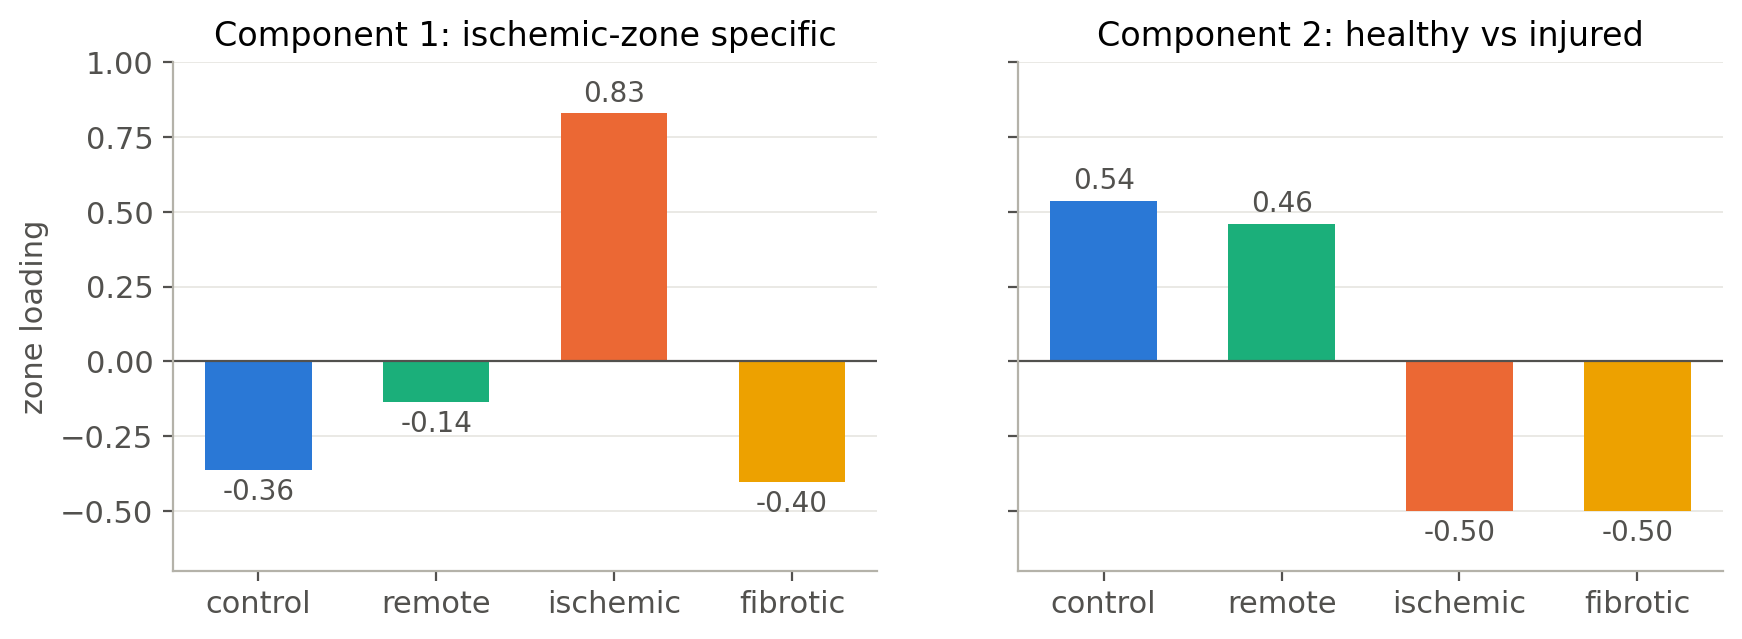 Component 1: ischemic-zone specific
zone loading
1.00
0.75
0.50
0.25
0.00
−0.25
−0.50
-0.36
-0.14
0.83
-0.40
control
remote
ischemic
fibrotic
Component 2: healthy vs injured
0.54
0.46
-0.50
-0.50
control
remote
ischemic
fibrotic